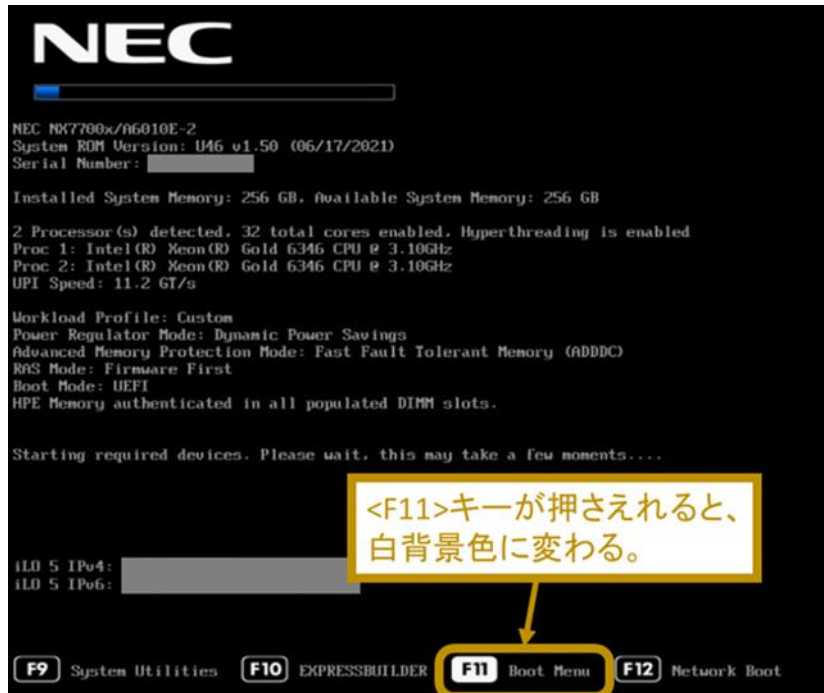 NEC
NEC NX7700x/A6010E-2
System ROM Version: U46 v1.50 (06/17/2021)
Serial Number:
Installed System Memory: 256 GB, Available System Memory: 256 GB
2 Processor(s) detected, 32 total cores enabled, Hyperthreading is enabled
Proc 1: Intel(R) Xeon(R) Gold 6346 CPU @ 3.10GHz
Proc 2: Intel(R) Xeon(R) Gold 6346 CPU @ 3.10GHz
UPI Speed: 11.2 GT/s
Workload Profile: Custom
Power Regulator Mode: Dynamic Power Savings
Advanced Memory Protection Mode: Fast Fault Tolerant Memory (ADDDC)
RAS Mode: Firmware First
Boot Mode: UEFI
HPE Memory authenticated in all populated DIMM slots.
Starting required devices. Please wait, this may take a few moments....
<F11>キーが押さえれると、
白背景色に変わる。
iLO 5 IPv4:
iLO 5 IPv6:
F9 System Utilities F10 EXPRESSBUILDER F11 Boot Menu F12 Network Boot